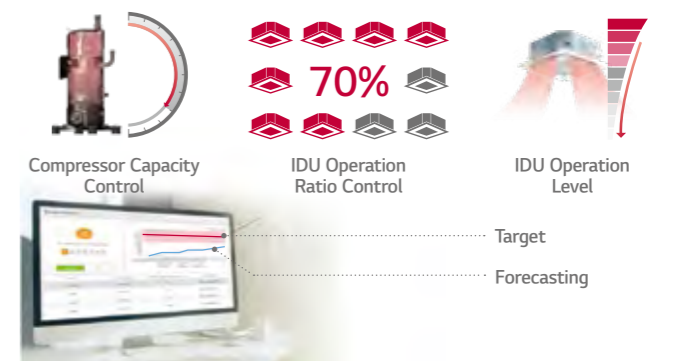 70%
Compressor Capacity
Control
IDU Operation
Ratio Control
IDU Operation
Level
Target
Forecasting